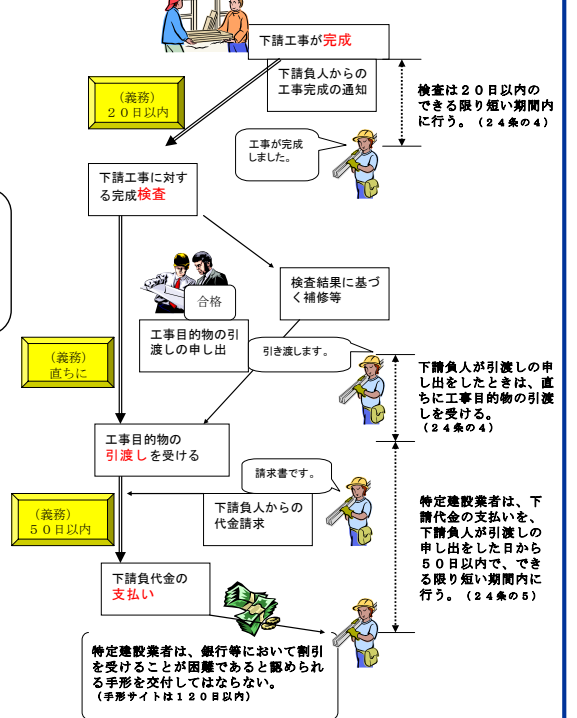 下請工事が完成
下請負人からの
工事完成の通知
(義務)
20日以内
検査は20日以内の
できる限り短い期間内
に行う。(24条の4)
工事が完成
しました。
下請工事に対す
る完成検査
検査結果に基づ
く補修等
合格
工事目的物の引
渡しの申し出
引き渡します。
(義務)
直ちに
下請負人が引渡しの申
し出をしたときは、直
ちに工事目的物の引渡
しを受ける。
(24条の4)
工事目的物の
引渡しを受ける
請求書です。
下請負人からの
代金請求
(義務)
50日以内
特定建設業者は、下
請代金の支払いを、
下請負人が引渡しの
申し出をした日から
50日以内で、でき
る限り短い期間内に
行う。(24条の5)
下請負代金の
支払い
特定建設業者は、銀行等において割引
を受けることが困難であると認められ
る手形を交付してはならない。
(手形サイトは120日以内)